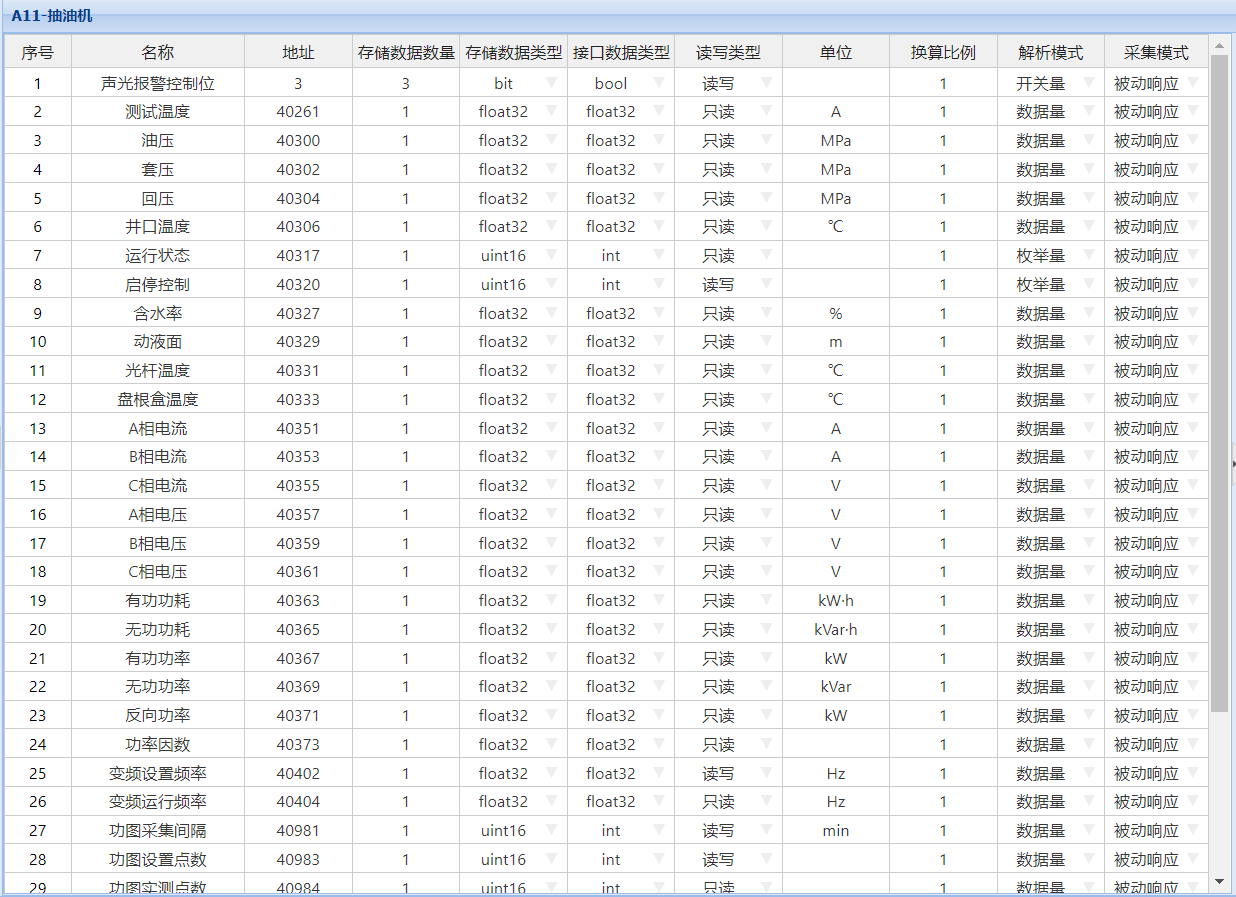 A11-抽油机
序号 名称 地址 存储数据数量 存储数据类型 接口数据类型 读写类型 单位 换算比例 解析模式 采集模式
1 声光报警控制位 3 3 bit bool 读写 1 开关量 被动响应
2 测试温度 40261 1 float32 float32 只读 A 1 数据量 被动响应
3 油压 40300 1 float32 float32 只读 MPa 1 数据量 被动响应
4 套压 40302 1 float32 float32 只读 MPa 1 数据量 被动响应
5 回压 40304 1 float32 float32 只读 MPa 1 数据量 被动响应
6 井口温度 40306 1 float32 float32 只读 ℃ 1 数据量 被动响应
7 运行状态 40317 1 uint16 int 只读 1 枚举量 被动响应
8 启停控制 40320 1 uint16 int 读写 1 枚举量 被动响应
9 含水率 40327 1 float32 float32 只读 % 1 数据量 被动响应
10 动液面 40329 1 float32 float32 只读 m 1 数据量 被动响应
11 光杆温度 40331 1 float32 float32 只读 ℃ 1 数据量 被动响应
12 盘根盒温度 40333 1 float32 float32 只读 ℃ 1 数据量 被动响应
13 A相电流 40351 1 float32 float32 只读 A 1 数据量 被动响应
14 B相电流 40353 1 float32 float32 只读 A 1 数据量 被动响应
15 C相电流 40355 1 float32 float32 只读 V 1 数据量 被动响应
16 A相电压 40357 1 float32 float32 只读 V 1 数据量 被动响应
17 B相电压 40359 1 float32 float32 只读 V 1 数据量 被动响应
18 C相电压 40361 1 float32 float32 只读 V 1 数据量 被动响应
19 有功功耗 40363 1 float32 float32 只读 kW·h 1 数据量 被动响应
20 无功功耗 40365 1 float32 float32 只读 kVar·h 1 数据量 被动响应
21 有功功率 40367 1 float32 float32 只读 kW 1 数据量 被动响应
22 无功功率 40369 1 float32 float32 只读 kVar 1 数据量 被动响应
23 反向功率 40371 1 float32 float32 只读 kW 1 数据量 被动响应
24 功率因数 40373 1 float32 float32 只读 1 数据量 被动响应
25 变频设置频率 40402 1 float32 float32 读写 Hz 1 数据量 被动响应
26 变频运行频率 40404 1 float32 float32 只读 Hz 1 数据量 被动响应
27 功图采集间隔 40981 1 uint16 int 读写 min 1 数据量 被动响应
28 功图设置点数 40983 1 uint16 int 读写 1 数据量 被动响应
29 功图实测点数 40984 1 uint16 int 只读 1 数据量 被动响应